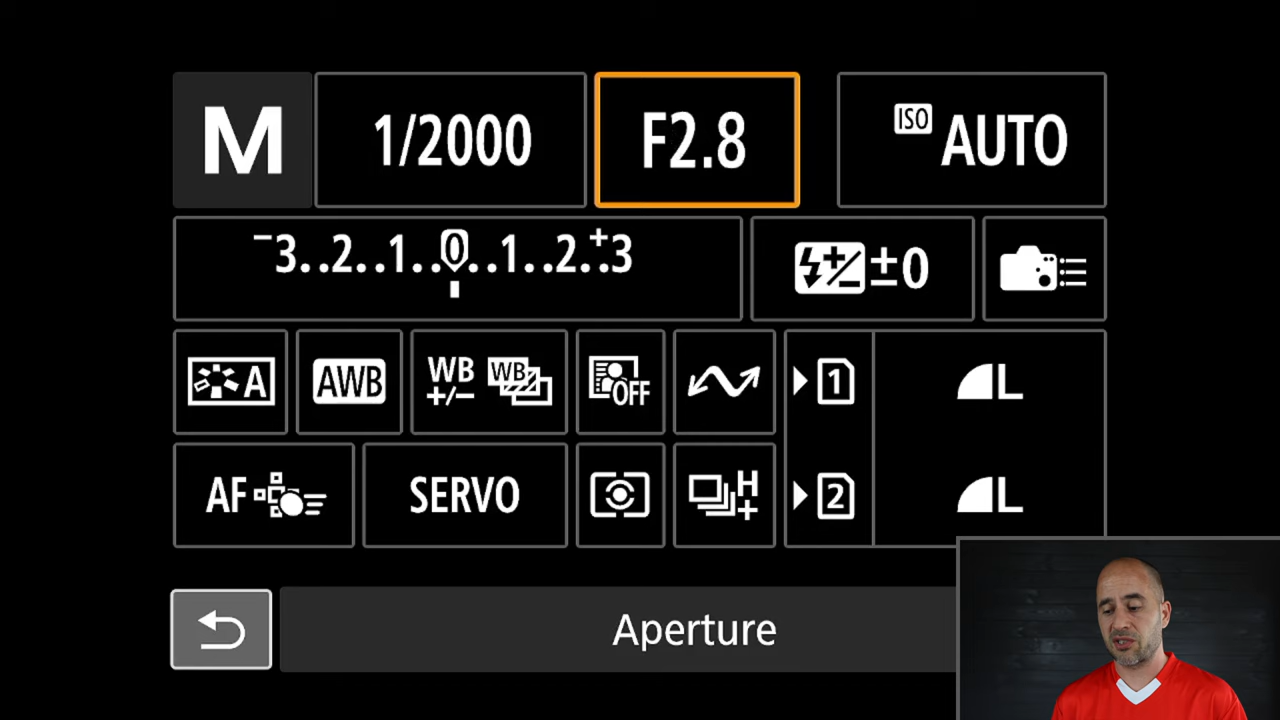 M 1/2000 F2.8 ISO AUTO
−3..2..1..0..1..2..+3 ±0
A AWB WB +/− WB OFF 1 L
AF SERVO H+ 2 L
Aperture